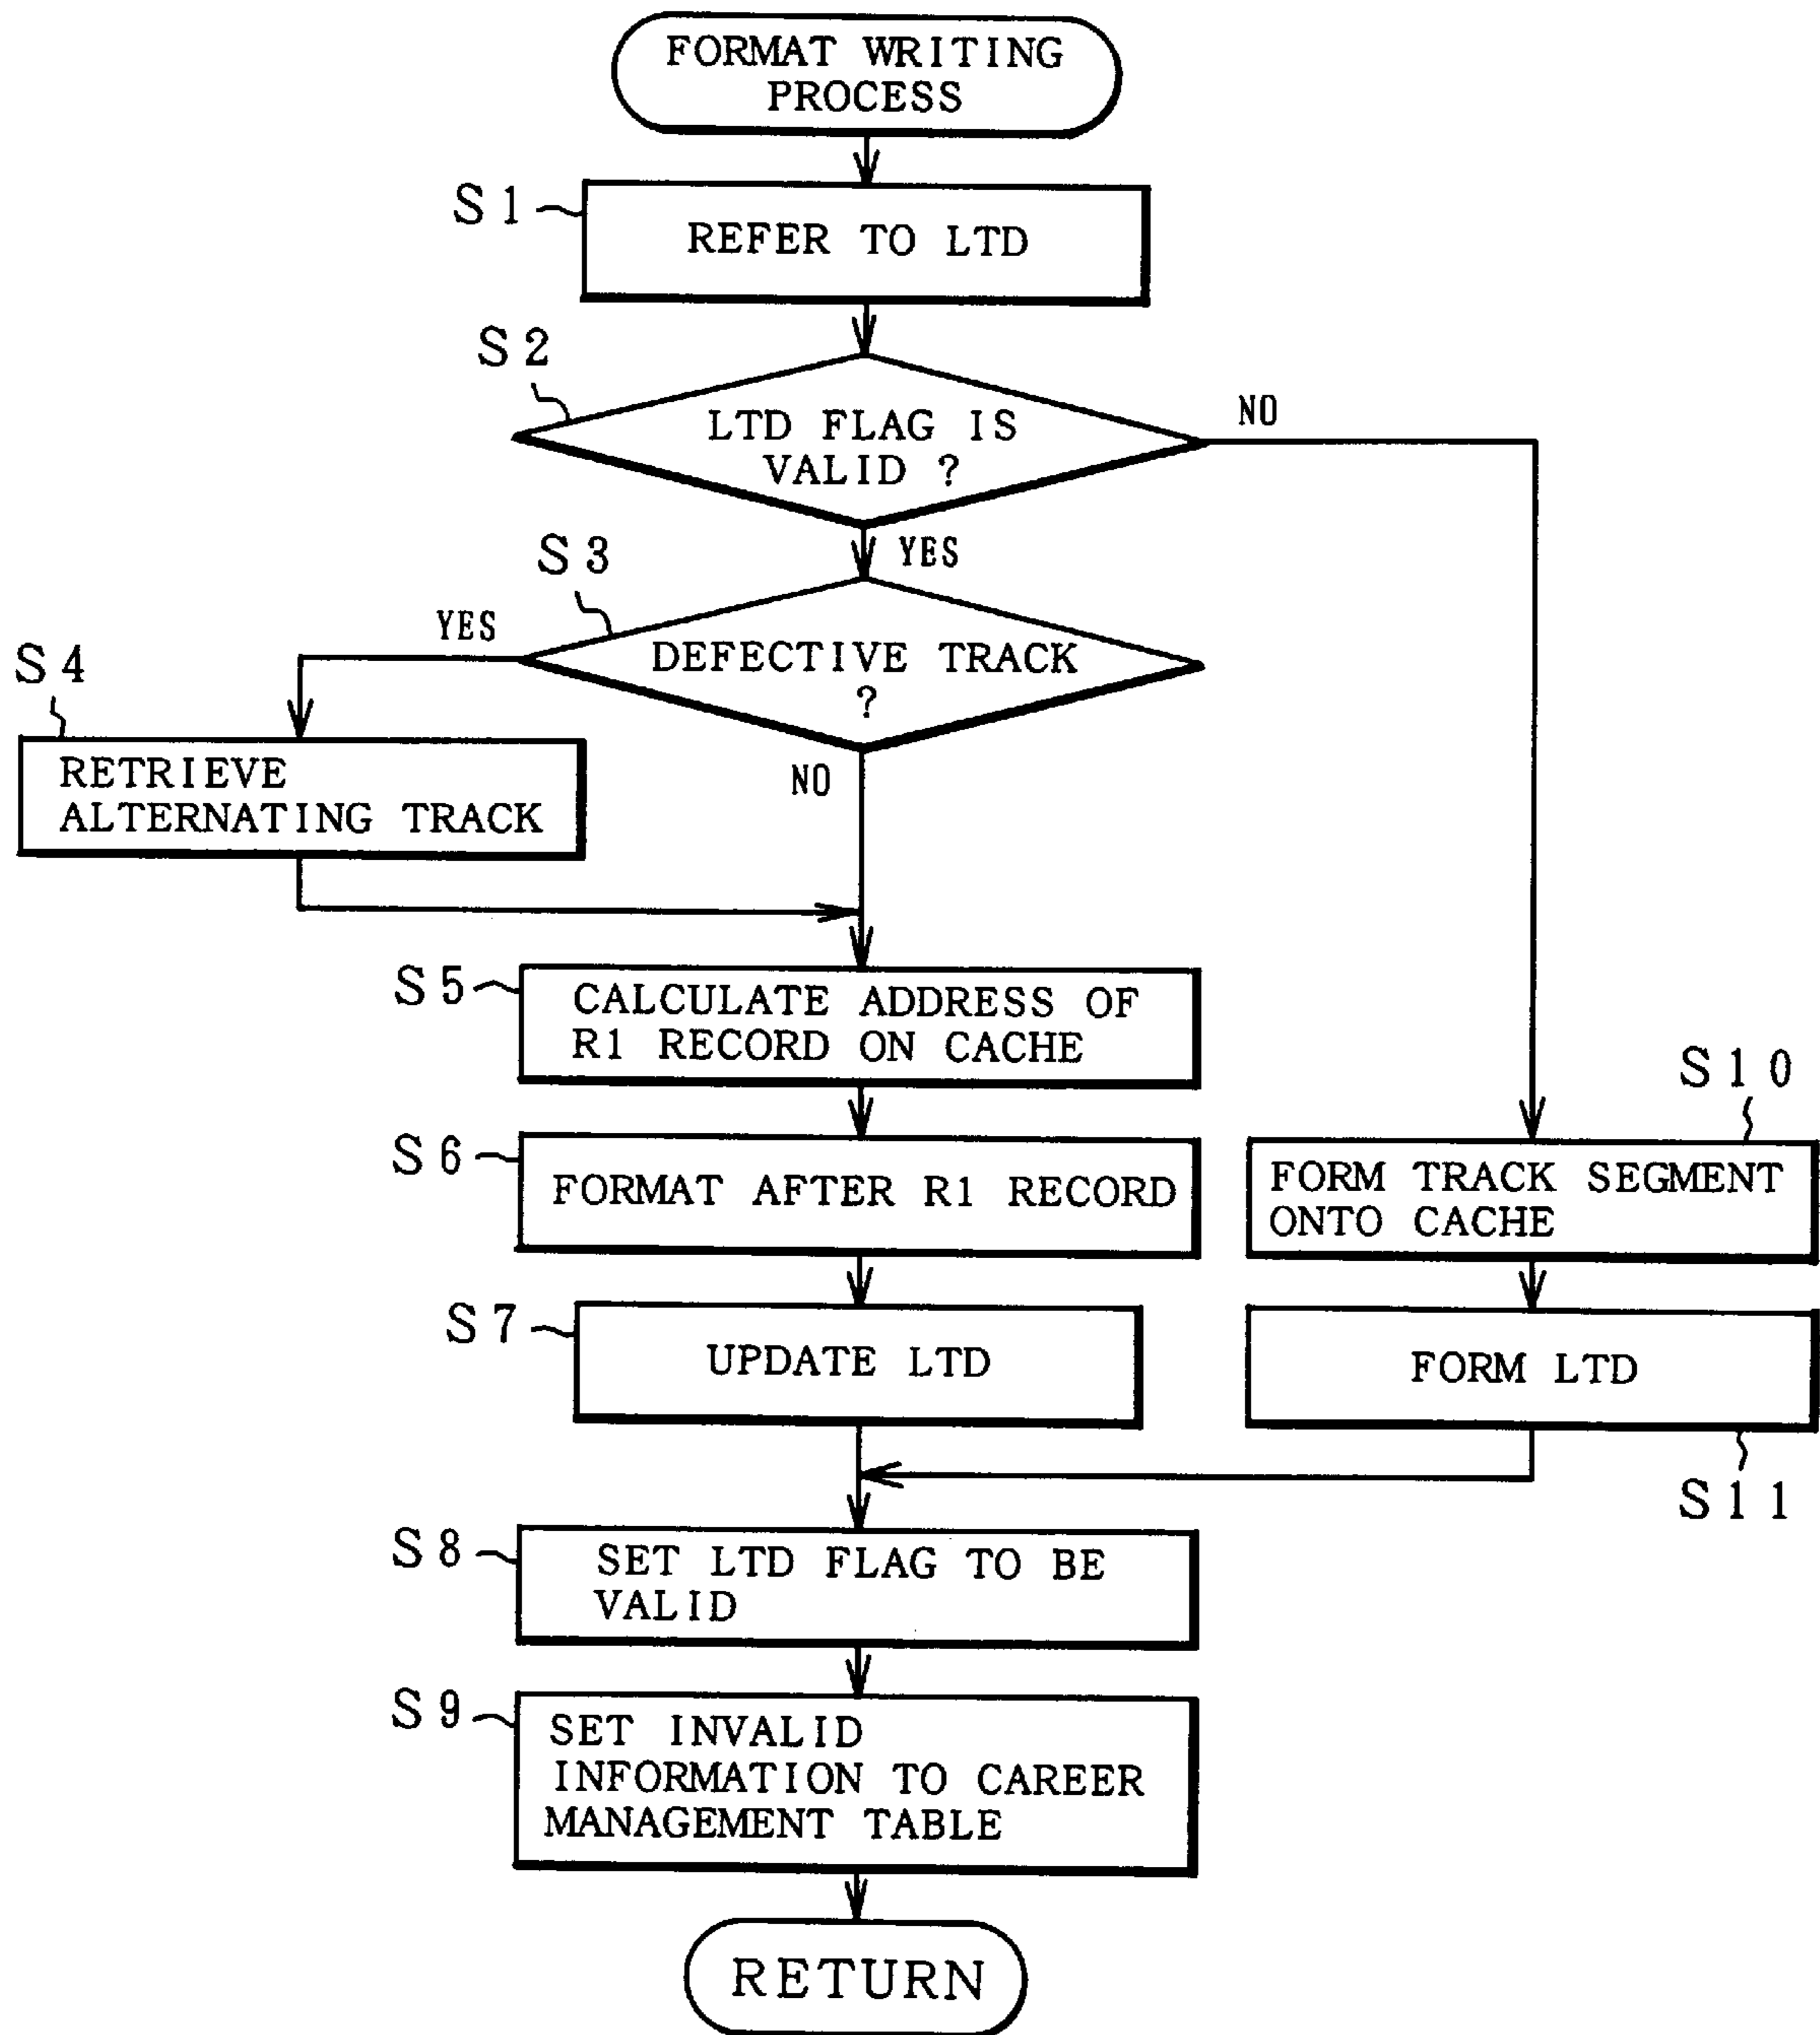 FORMAT WRITING
PROCESS
S1
REFER TO LTD
S2
LTD FLAG IS
VALID ?
NO
YES
S3
DEFECTIVE TRACK
?
YES
NO
S4
RETRIEVE
ALTERNATING TRACK
S5
CALCULATE ADDRESS OF
R1 RECORD ON CACHE
S6
FORMAT AFTER R1 RECORD
S7
UPDATE LTD
S10
FORM TRACK SEGMENT
ONTO CACHE
FORM LTD
S11
S8
SET LTD FLAG TO BE
VALID
S9
SET INVALID
INFORMATION TO CAREER
MANAGEMENT TABLE
RETURN